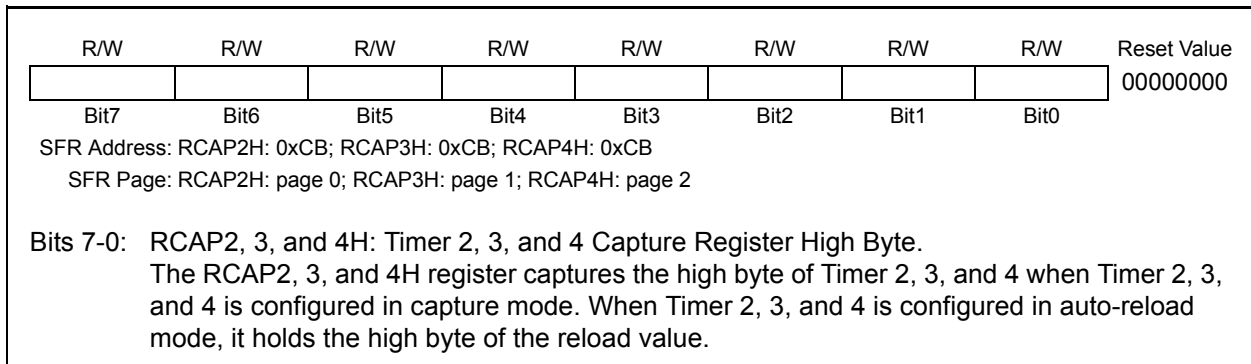 R/W R/W R/W R/W R/W R/W R/W R/W Reset Value
00000000
Bit7 Bit6 Bit5 Bit4 Bit3 Bit2 Bit1 Bit0
SFR Address: RCAP2H: 0xCB; RCAP3H: 0xCB; RCAP4H: 0xCB
SFR Page: RCAP2H: page 0; RCAP3H: page 1; RCAP4H: page 2
Bits 7-0: RCAP2, 3, and 4H: Timer 2, 3, and 4 Capture Register High Byte.
The RCAP2, 3, and 4H register captures the high byte of Timer 2, 3, and 4 when Timer 2, 3,
and 4 is configured in capture mode. When Timer 2, 3, and 4 is configured in auto-reload
mode, it holds the high byte of the reload value.